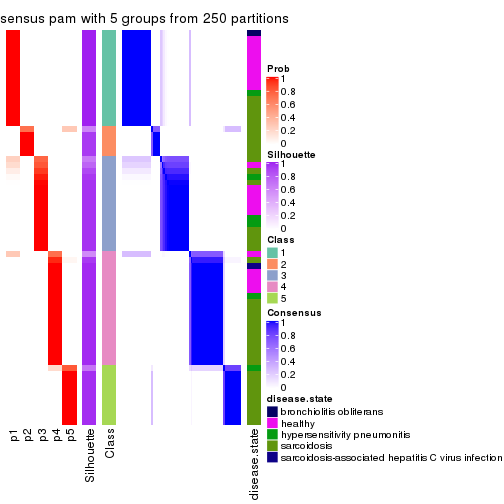 sensus pam with 5 groups from 250 partitions
Prob
1
0.8
0.6
0.4
0.2
0
Silhouette
1
0.8
0.6
0.4
0.2
0
Class
1
2
3
4
5
Consensus
1
0.8
0.6
0.4
0.2
0
disease.state
bronchiolitis obliterans
healthy
hypersensitivity pneumonitis
sarcoidosis
sarcoidosis-associated hepatitis C virus infection
p1
p2
p3
p4
p5
Silhouette
Class
disease.state